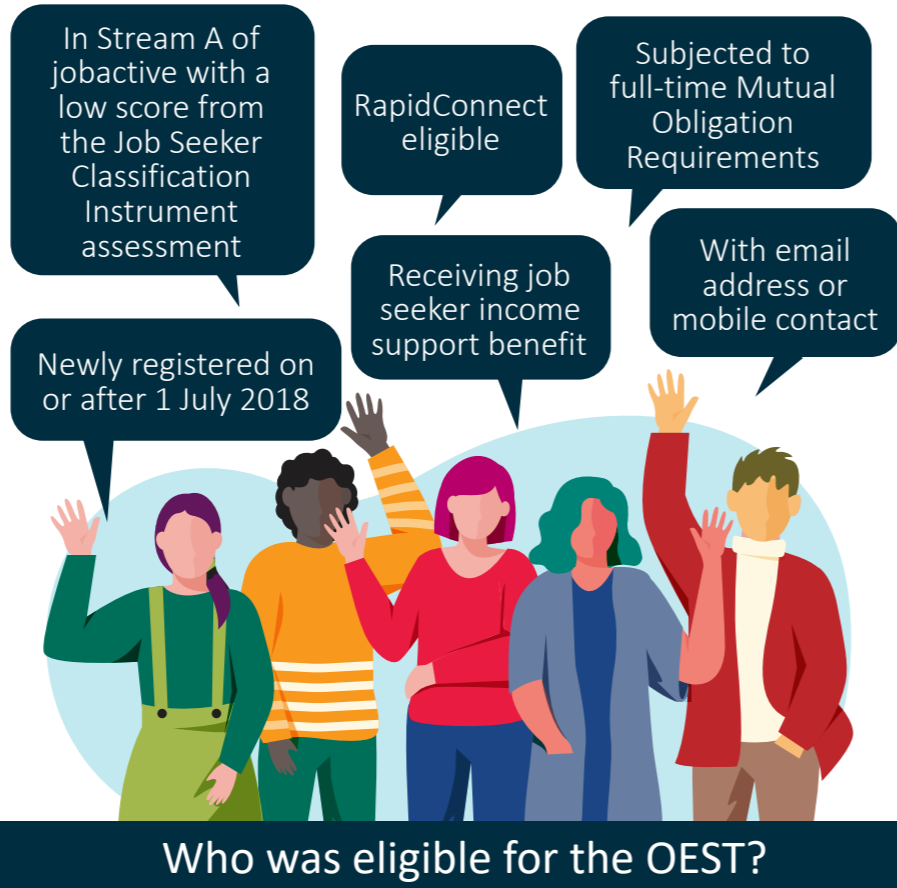 In Stream A of
jobactive with a
low score from
the Job Seeker
Classification
Instrument
assessment
RapidConnect
eligible
Subjected to
full-time Mutual
Obligation
Requirements
Newly registered on
or after 1 July 2018
Receiving job
seeker income
support benefit
With email
address or
mobile contact
Who was eligible for the OEST?